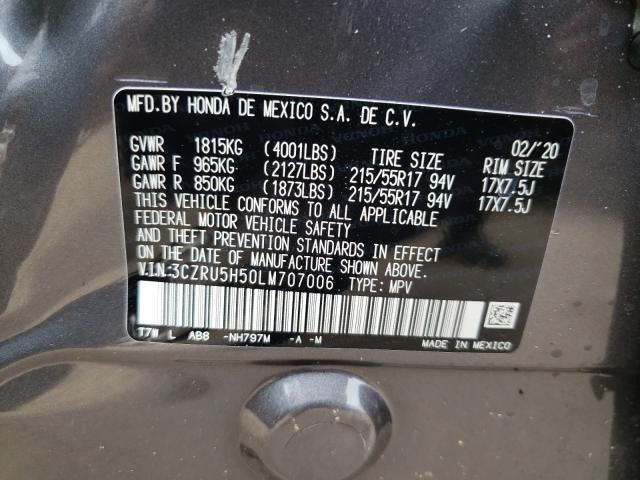 MFD.BY HONDA DE MEXICO S.A. DE C.V.
02/'20
GVWR 1815KG (4001LBS) TIRE SIZE RIM SIZE
GAWR F 965KG (2127LBS) 215/55R17 94V 17X7.5J
GAWR R 850KG (1873LBS) 215/55R17 94V 17X7.5J
THIS VEHICLE CONFORMS TO ALL APPLICABLE
FEDERAL MOTOR VEHICLE SAFETY
AND THEFT PREVENTION STANDARDS IN EFFECT
ON THE DATE OF MANUFACTURE SHOWN ABOVE.
V.I.N:3CZRU5H50LM707006 TYPE: MPV
T7W L AB8 -NH797M -A -M
MADE IN MEXICO